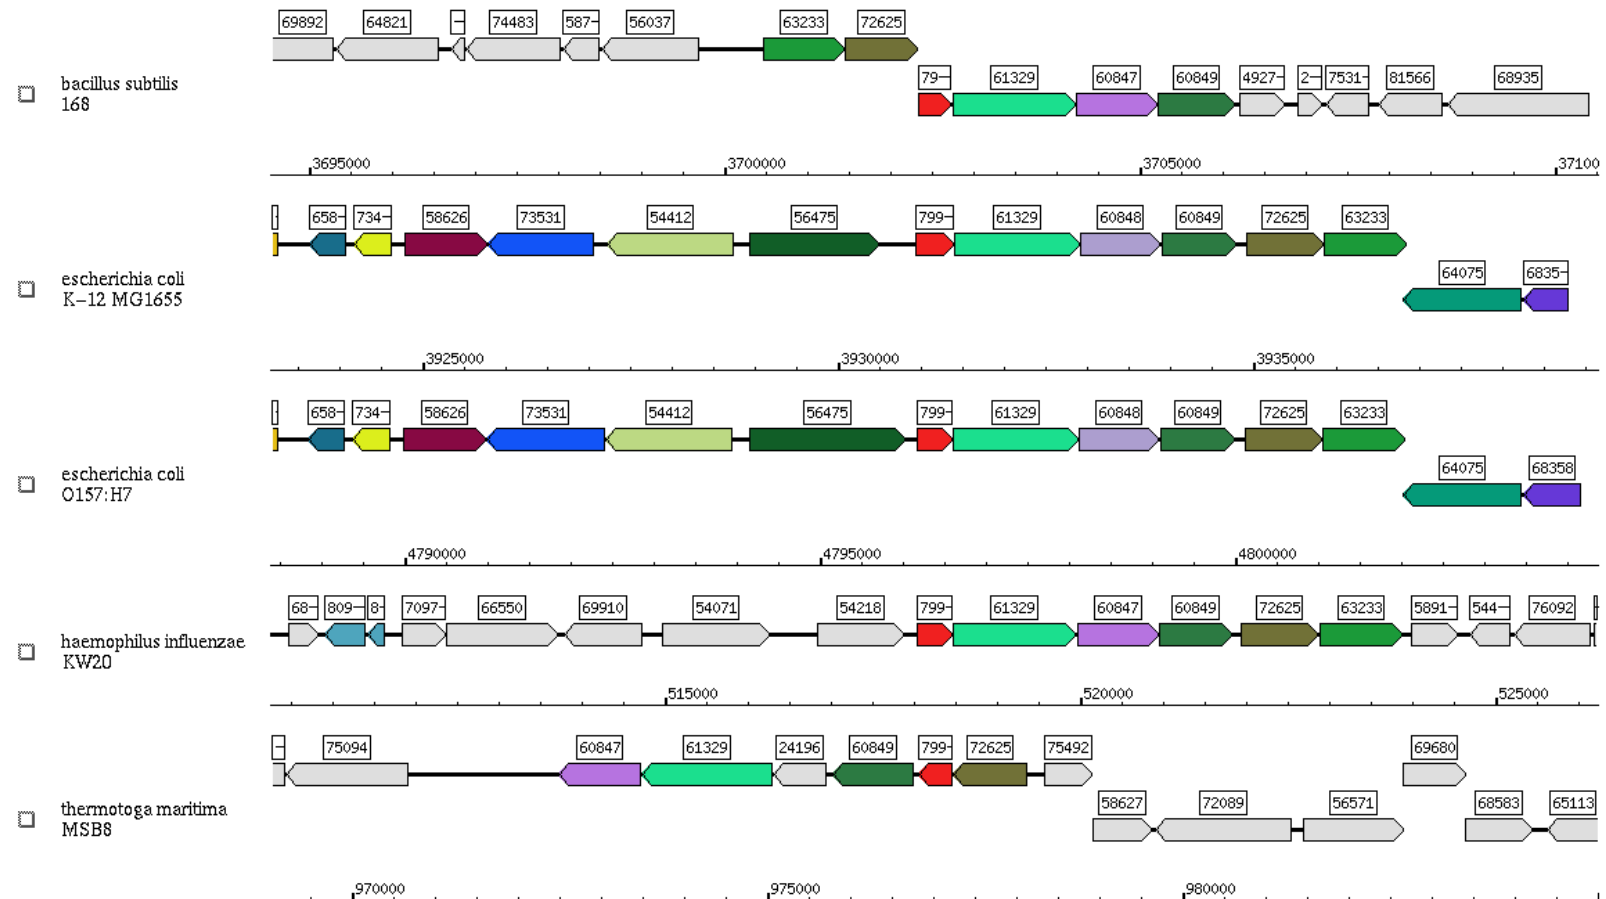 69892 64821 – 74483 587– 56037 63233 72625
79– 61329 60847 60849 4927– 2– 7531– 81566 68935
bacillus subtilis
168
3695000 3700000 3705000 37100
658– 734– 58626 73531 54412 56475 799– 61329 60848 60849 72625 63233
64075 6835–
escherichia coli
K–12 MG1655
3925000 3930000 3935000
658– 734– 58626 73531 54412 56475 799– 61329 60848 60849 72625 63233
64075 68358
escherichia coli
O157:H7
4790000 4795000 4800000
68– 809– 8– 7097– 66550 69910 54071 54218 799– 61329 60847 60849 72625 63233 5891– 544– 76092
haemophilus influenzae
KW20
515000 520000 525000
– 75094 60847 61329 24196 60849 799– 72625 75492 69680
58627 72089 56571 68583 65113
thermotoga maritima
MSB8
970000 975000 980000